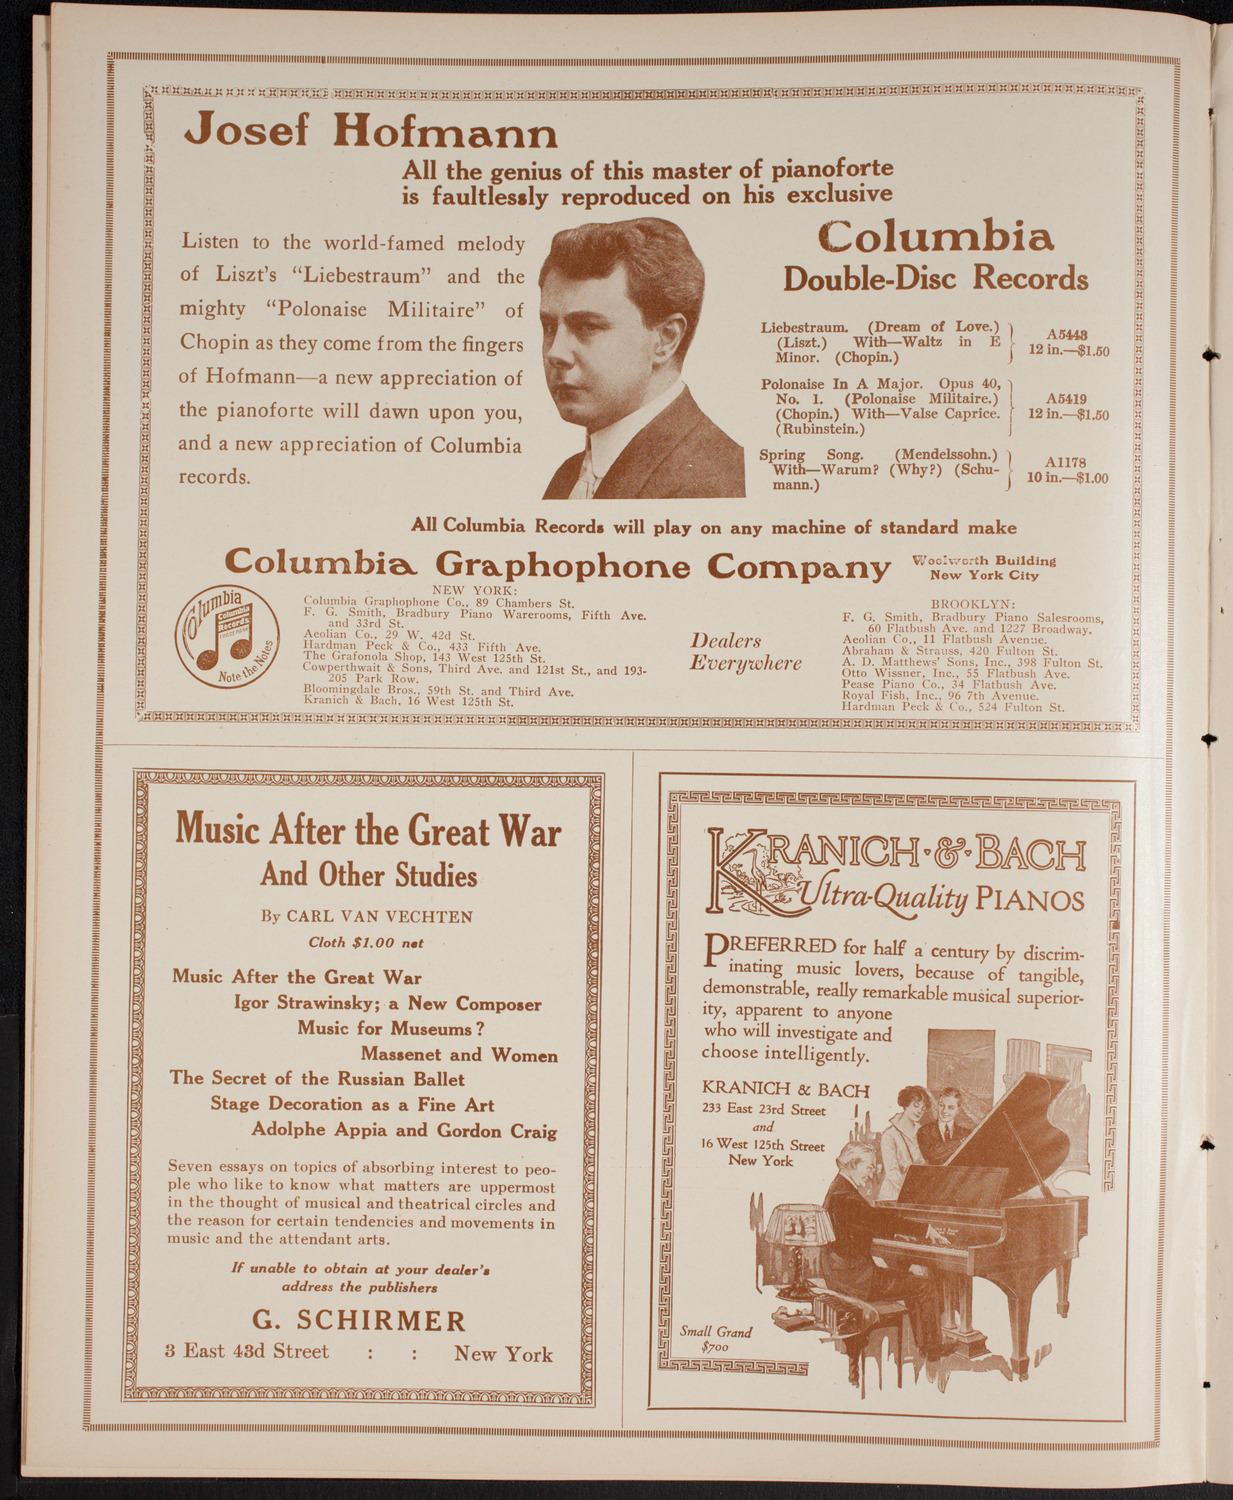 Josef Hofmann
All the genius of this master of pianoforte
is faultlessly reproduced on his exclusive
Listen to the world-famed melody
of Liszt's "Liebestraum" and the
mighty "Polonaise Militaire" of
Chopin as they come from the fingers
of Hofmann—a new appreciation of
the pianoforte will dawn upon you,
and a new appreciation of Columbia
records.
Columbia
Double-Disc Records
Liebestraum. (Dream of Love.)
(Liszt.) With—Waltz in E
Minor. (Chopin.)
A5448
12 in.—$1.50
Polonaise In A Major. Opus 40,
No. 1. (Polonaise Militaire.)
(Chopin.) With—Valse Caprice.
(Rubinstein.)
A5419
12 in.—$1.50
Spring Song. (Mendelssohn.)
With—Warum? (Why?) (Schu-
mann.)
A1178
10 in.—$1.00
All Columbia Records will play on any machine of standard make
Columbia Graphophone Company
Woolworth Building
New York City
Columbia
Columbia
Records
Note the Notes
NEW YORK:
Columbia Graphophone Co., 89 Chambers St.
F. G. Smith, Bradbury Piano Warerooms, Fifth Ave.
and 33rd St.
Aeolian Co., 29 W. 42d St.
Hardman Peck & Co., 433 Fifth Ave.
The Grafonola Shop, 143 West 125th St.
Cowperthwait & Sons, Third Ave. and 121st St., and 193-
205 Park Row.
Bloomingdale Bros., 59th St. and Third Ave.
Kranich & Bach, 16 West 125th St.
Dealers
Everywhere
BROOKLYN:
F. G. Smith, Bradbury Piano Salesrooms,
60 Flatbush Ave. and 1227 Broadway.
Aeolian Co., 11 Flatbush Avenue.
Abraham & Strauss, 420 Fulton St.
A. D. Matthews' Sons, Inc., 398 Fulton St.
Otto Wissner, Inc., 55 Flatbush Ave.
Pease Piano Co., 34 Flatbush Ave.
Royal Fish, Inc., 96 7th Avenue.
Hardman Peck & Co., 524 Fulton St.
Music After the Great War
And Other Studies
By CARL VAN VECHTEN
Cloth $1.00 net
Music After the Great War
Igor Strawinsky; a New Composer
Music for Museums?
Massenet and Women
The Secret of the Russian Ballet
Stage Decoration as a Fine Art
Adolphe Appia and Gordon Craig
Seven essays on topics of absorbing interest to peo-
ple who like to know what matters are uppermost
in the thought of musical and theatrical circles and
the reason for certain tendencies and movements in
music and the attendant arts.
If unable to obtain at your dealer's
address the publishers
G. SCHIRMER
3 East 43d Street : : New York
KRANICH & BACH
Ultra-Quality PIANOS
PREFERRED for half a century by discrim-
inating music lovers, because of tangible,
demonstrable, really remarkable musical superior-
ity, apparent to anyone
who will investigate and
choose intelligently.
KRANICH & BACH
233 East 23rd Street
and
16 West 125th Street
New York
Small Grand
$700